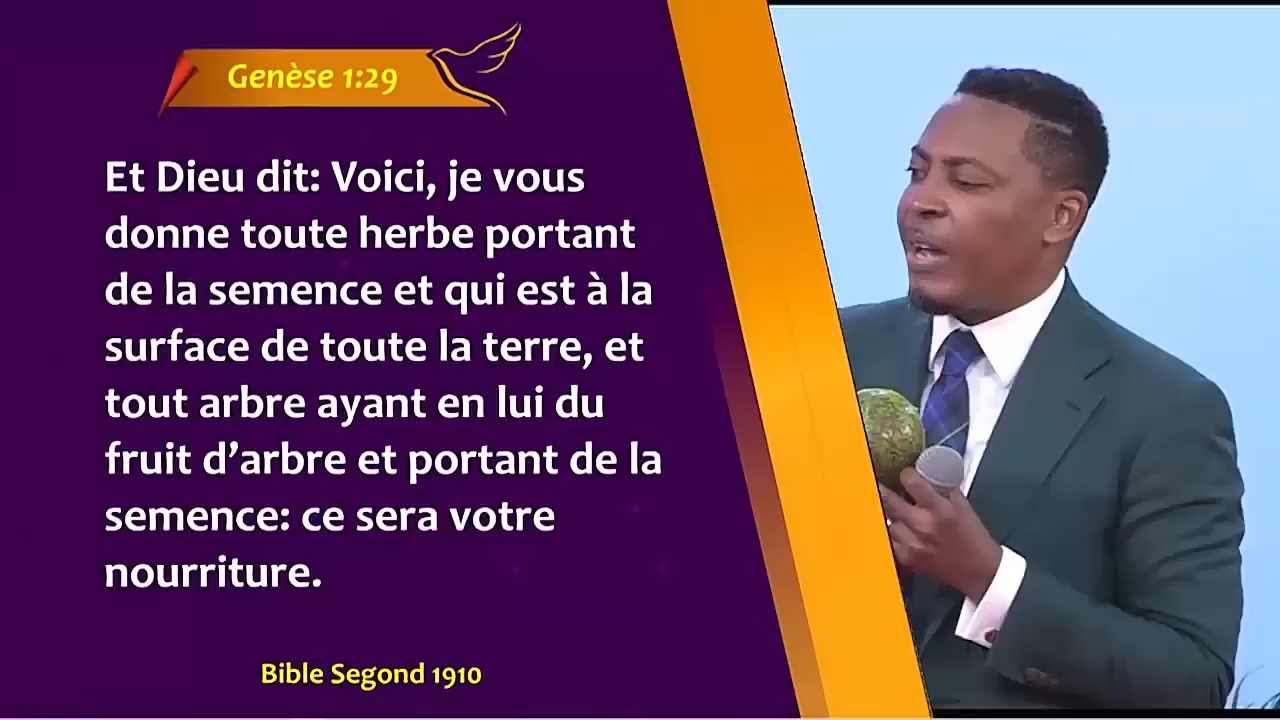 Genèse 1:29
Et Dieu dit: Voici, je vous
donne toute herbe portant
de la semence et qui est à la
surface de toute la terre, et
tout arbre ayant en lui du
fruit d’arbre et portant de la
semence: ce sera votre
nourriture.
Bible Segond 1910